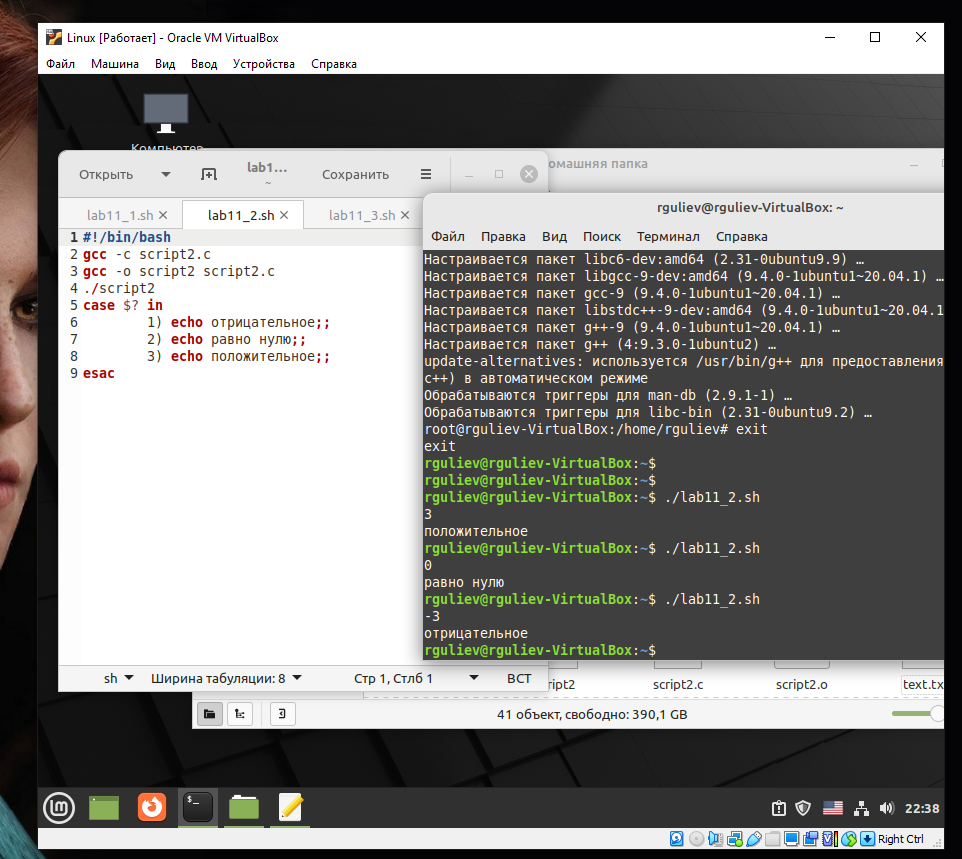 Linux [Работает] - Oracle VM VirtualBox
Файл Машина Вид Ввод Устройства Справка
Компьютер
омашняя папка
Открыть lab1... Сохранить
~
lab11_1.sh lab11_2.sh lab11_3.sh
1 #!/bin/bash
2 gcc -c script2.c
3 gcc -o script2 script2.c
4 ./script2
5 case $? in
6 1) echo отрицательное;;
7 2) echo равно нулю;;
8 3) echo положительное;;
9 esac
sh Ширина табуляции: 8 Стр 1, Стлб 1 ВСТ
rguliev@rguliev-VirtualBox: ~
Файл Правка Вид Поиск Терминал Справка
Настраивается пакет libc6-dev:amd64 (2.31-0ubuntu9.9) …
Настраивается пакет libgcc-9-dev:amd64 (9.4.0-1ubuntu1~20.04.1) …
Настраивается пакет gcc-9 (9.4.0-1ubuntu1~20.04.1) …
Настраивается пакет libstdc++-9-dev:amd64 (9.4.0-1ubuntu1~20.04.1
Настраивается пакет g++-9 (9.4.0-1ubuntu1~20.04.1) …
Настраивается пакет g++ (4:9.3.0-1ubuntu2) …
update-alternatives: используется /usr/bin/g++ для предоставления
c++) в автоматическом режиме
Обрабатываются триггеры для man-db (2.9.1-1) …
Обрабатываются триггеры для libc-bin (2.31-0ubuntu9.2) …
root@rguliev-VirtualBox:/home/rguliev# exit
exit
rguliev@rguliev-VirtualBox:~$
rguliev@rguliev-VirtualBox:~$
rguliev@rguliev-VirtualBox:~$ ./lab11_2.sh
3
положительное
rguliev@rguliev-VirtualBox:~$ ./lab11_2.sh
0
равно нулю
rguliev@rguliev-VirtualBox:~$ ./lab11_2.sh
-3
отрицательное
rguliev@rguliev-VirtualBox:~$
ript2 script2.c script2.o text.tx
41 объект, свободно: 390,1 GB
22:38
Right Ctrl